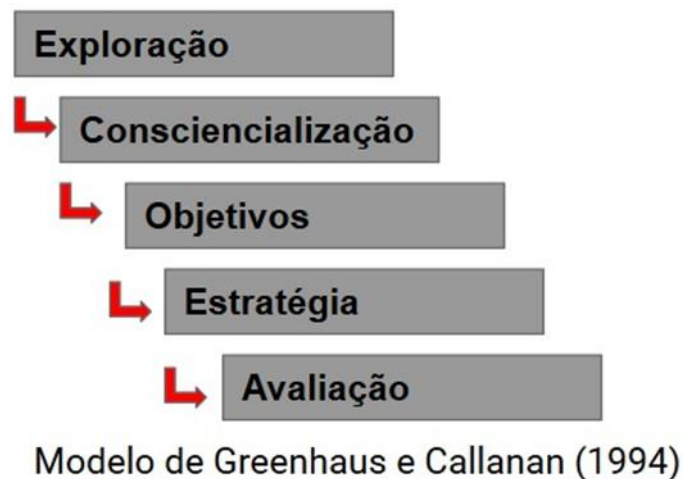 Exploração
Consciencialização
Objetivos
Estratégia
Avaliação
Modelo de Greenhaus e Callanan (1994)